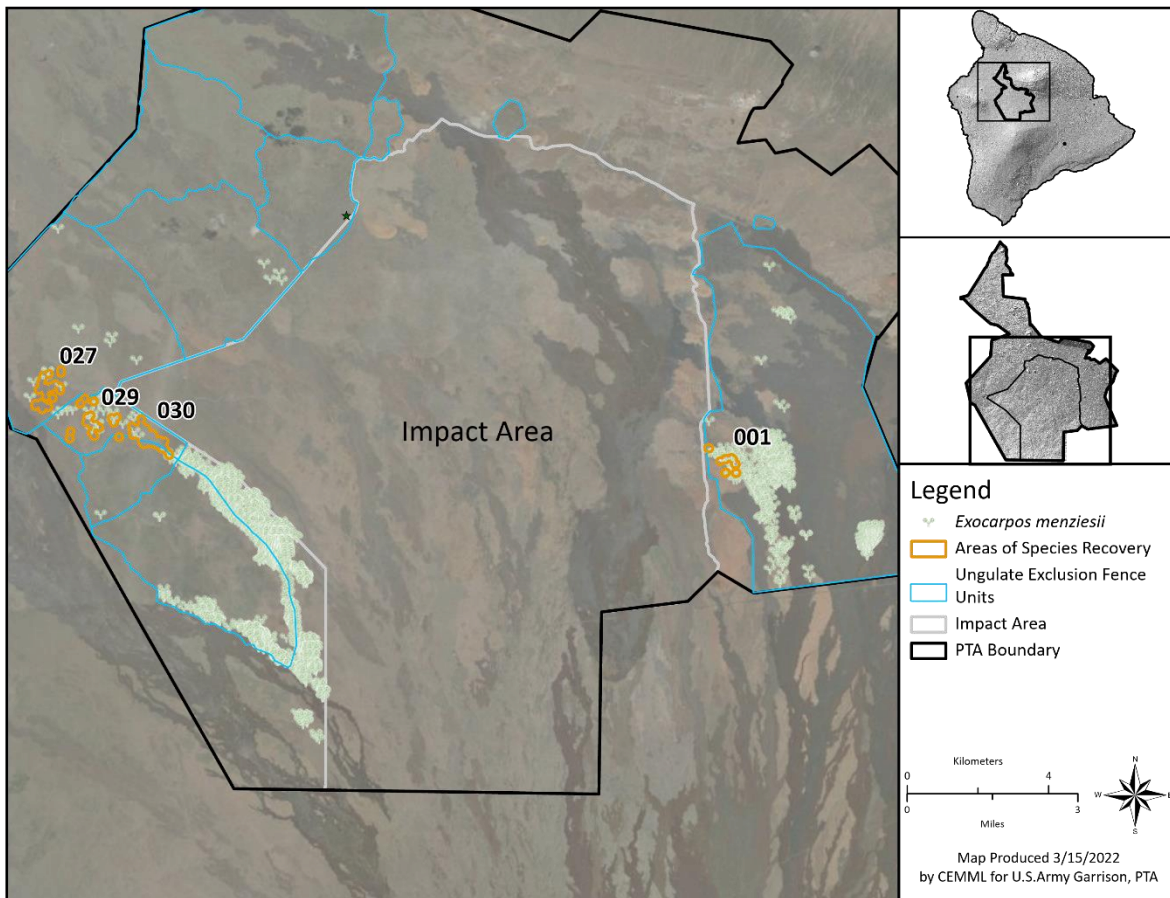 027
029
030
Impact Area
001
Legend
Exocarpos menziesii
Areas of Species Recovery
Ungulate Exclusion Fence
Units
Impact Area
PTA Boundary
Kilometers
0 4
0 3
Miles
N
W E
S
Map Produced 3/15/2022
by CEMML for U.S.Army Garrison, PTA